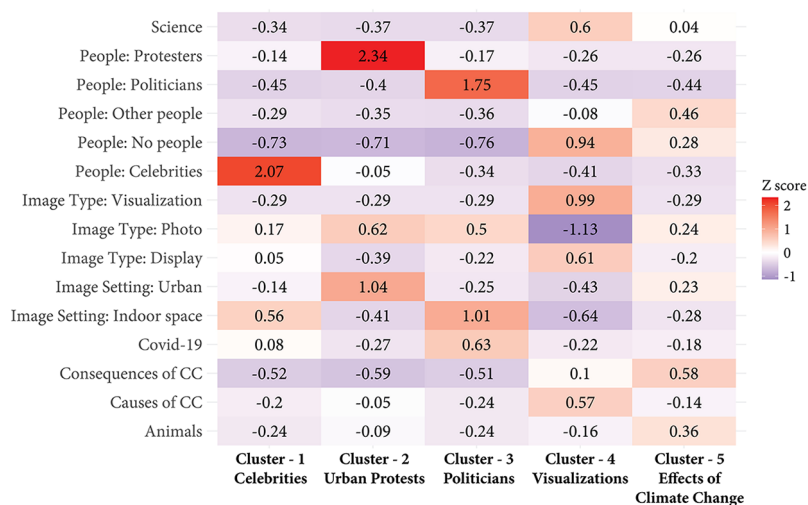 Science -0.34 -0.37 -0.37 0.6 0.04
People: Protesters -0.14 2.34 -0.17 -0.26 -0.26
People: Politicians -0.45 -0.4 1.75 -0.45 -0.44
People: Other people -0.29 -0.35 -0.36 -0.08 0.46
People: No people -0.73 -0.71 -0.76 0.94 0.28
People: Celebrities 2.07 -0.05 -0.34 -0.41 -0.33
Image Type: Visualization -0.29 -0.29 -0.29 0.99 -0.29
Image Type: Photo 0.17 0.62 0.5 -1.13 0.24
Image Type: Display 0.05 -0.39 -0.22 0.61 -0.2
Image Setting: Urban -0.14 1.04 -0.25 -0.43 0.23
Image Setting: Indoor space 0.56 -0.41 1.01 -0.64 -0.28
Covid-19 0.08 -0.27 0.63 -0.22 -0.18
Consequences of CC -0.52 -0.59 -0.51 0.1 0.58
Causes of CC -0.2 -0.05 -0.24 0.57 -0.14
Animals -0.24 -0.09 -0.24 -0.16 0.36
Cluster - 1 Cluster - 2 Cluster - 3 Cluster - 4 Cluster - 5
Celebrities Urban Protests Politicians Visualizations Effects of
Climate Change
Z score
2
1
0
-1